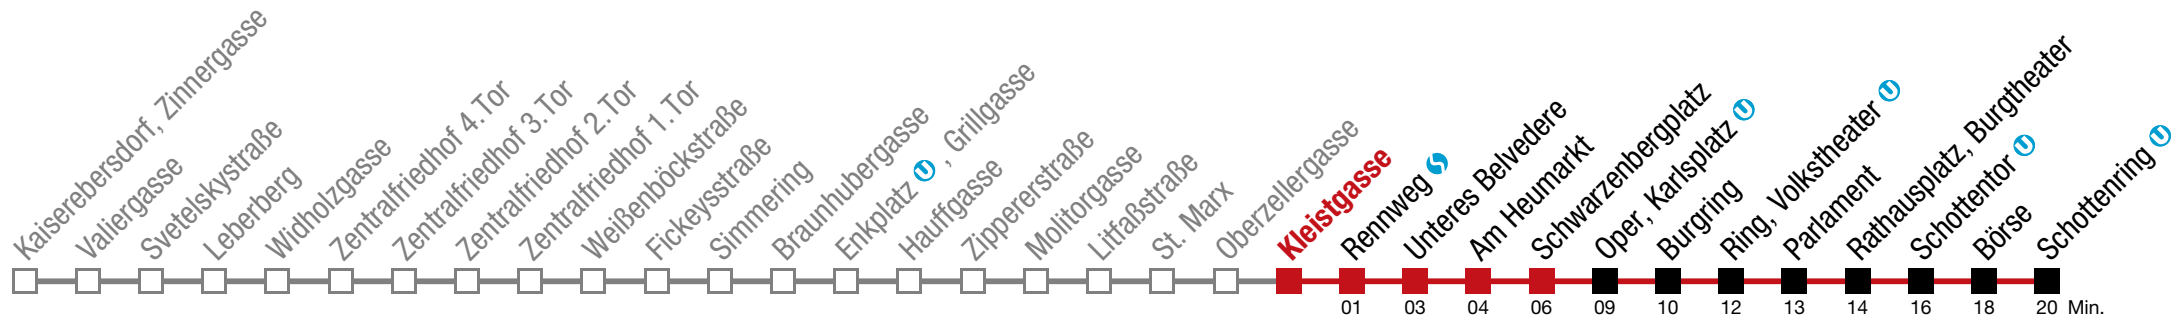 Kaiserebersdorf, Zinnergasse
Valiergasse
Svetelskystraße
Leberberg
Widholzgasse
Zentralfriedhof 4. Tor
Zentralfriedhof 3. Tor
Zentralfriedhof 2. Tor
Zentralfriedhof 1. Tor
Weißenböckstraße
Fickeysstraße
Simmering
Braunhubergasse
Enkplatz U, Grillgasse
Hauffgasse
Zippererstraße
Molitorgasse
Litfaßstraße
St. Marx
Oberzellergasse
Kleistgasse
Rennweg S
Unteres Belvedere
Am Heumarkt
Schwarzenbergplatz
Oper, Karlsplatz U
Burgring
Ring, Volkstheater U
Parlament
Rathausplatz, Burgtheater
Schottentor U
Börse
Schottenring U
01 03 04 06 09 10 12 13 14 16 18 20 Min.